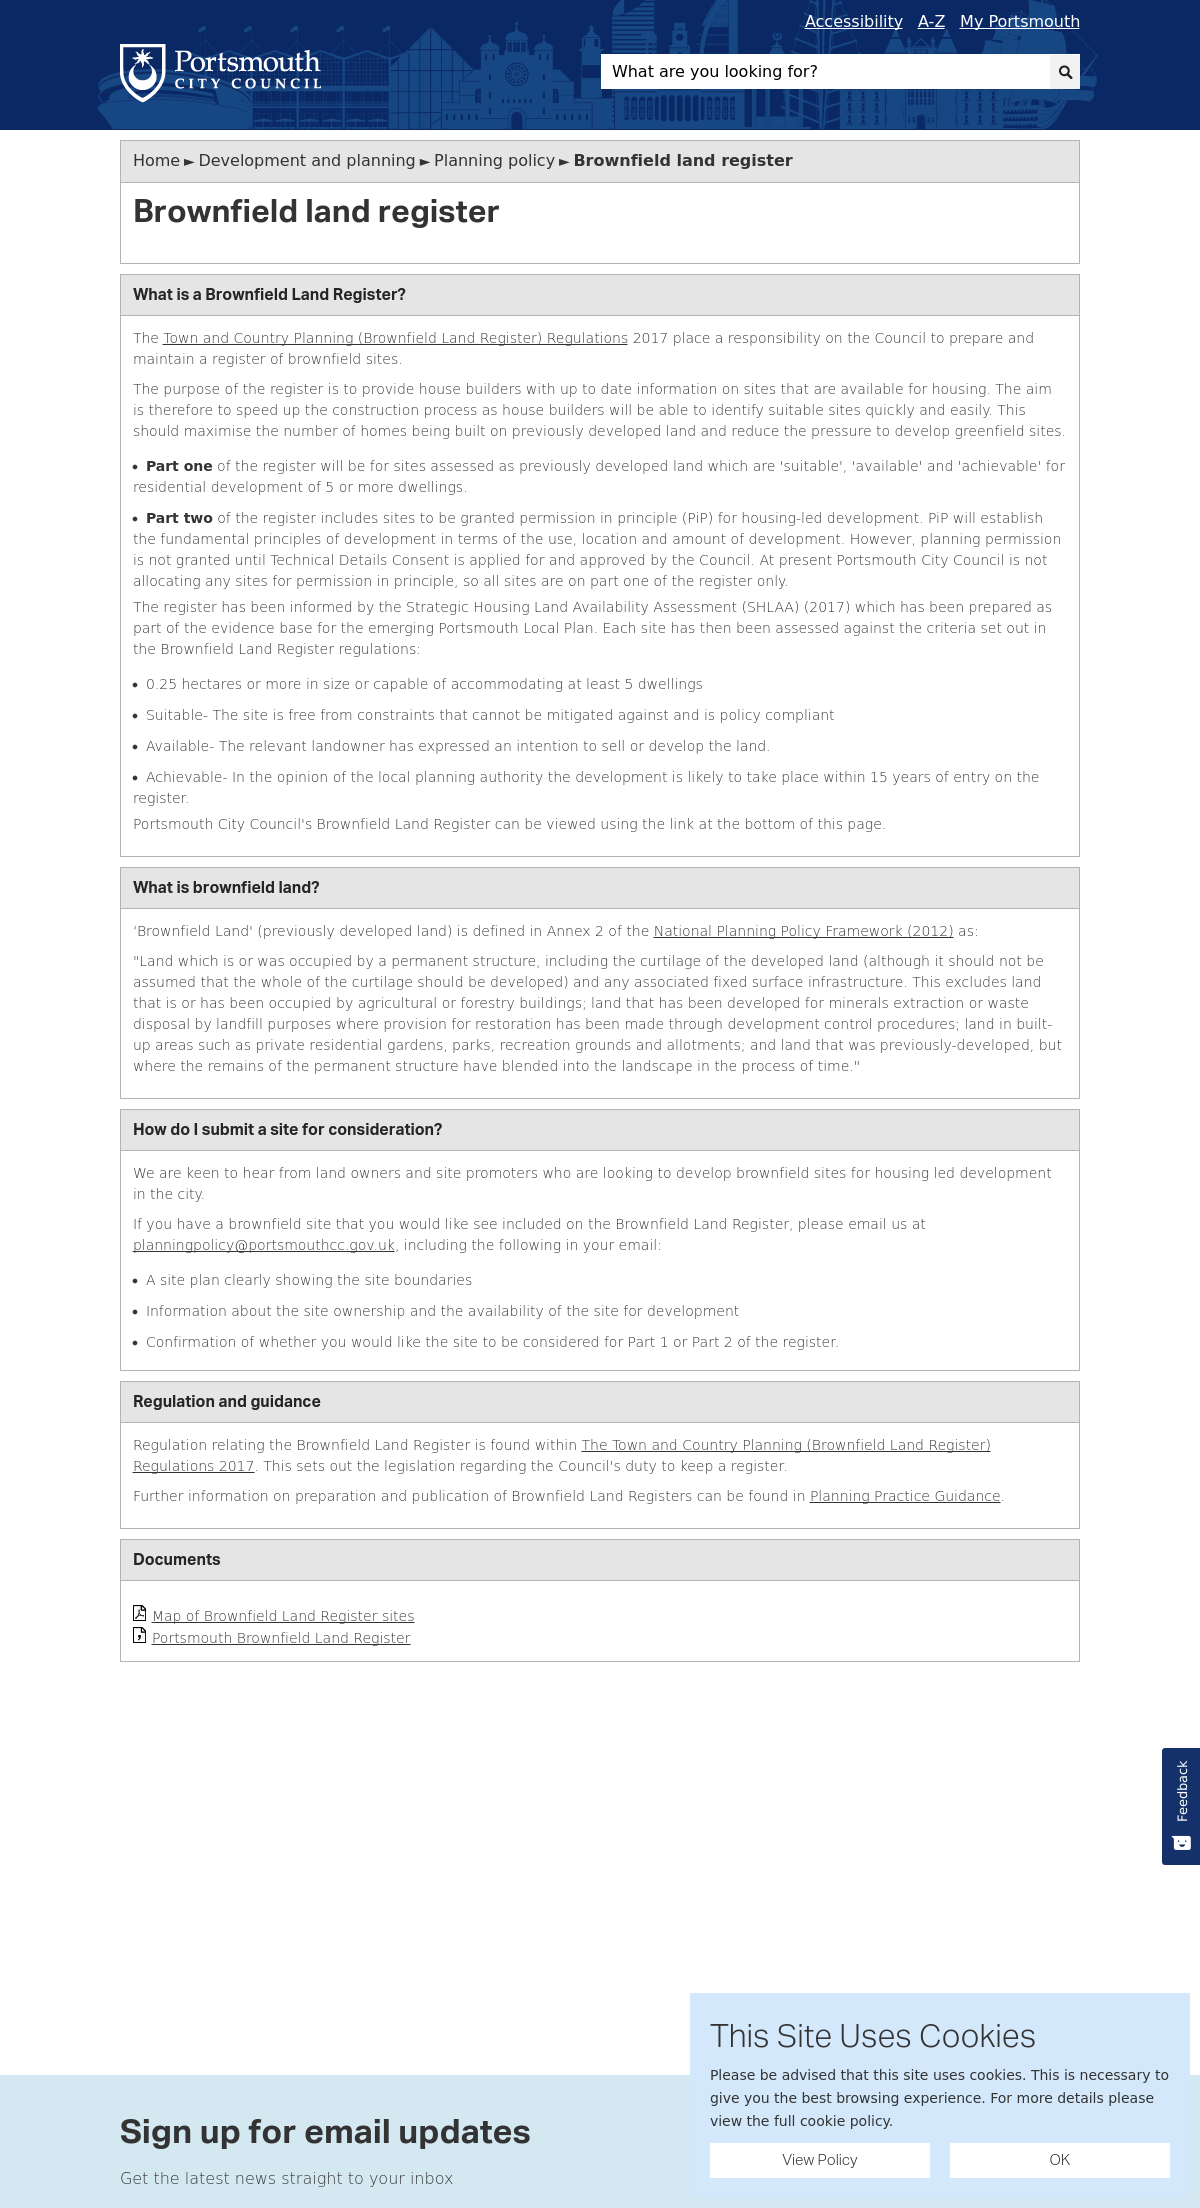 Accessibility A-Z My Portsmouth
Portsmouth
CITY COUNCIL
What are you looking for?
Home ► Development and planning ► Planning policy ► Brownfield land register
Brownfield land register
What is a Brownfield Land Register?
The Town and Country Planning (Brownfield Land Register) Regulations 2017 place a responsibility on the Council to prepare and
maintain a register of brownfield sites.
The purpose of the register is to provide house builders with up to date information on sites that are available for housing. The aim
is therefore to speed up the construction process as house builders will be able to identify suitable sites quickly and easily. This
should maximise the number of homes being built on previously developed land and reduce the pressure to develop greenfield sites.
• Part one of the register will be for sites assessed as previously developed land which are 'suitable', 'available' and 'achievable' for
residential development of 5 or more dwellings.
• Part two of the register includes sites to be granted permission in principle (PiP) for housing-led development. PiP will establish
the fundamental principles of development in terms of the use, location and amount of development. However, planning permission
is not granted until Technical Details Consent is applied for and approved by the Council. At present Portsmouth City Council is not
allocating any sites for permission in principle, so all sites are on part one of the register only.
The register has been informed by the Strategic Housing Land Availability Assessment (SHLAA) (2017) which has been prepared as
part of the evidence base for the emerging Portsmouth Local Plan. Each site has then been assessed against the criteria set out in
the Brownfield Land Register regulations:
• 0.25 hectares or more in size or capable of accommodating at least 5 dwellings
• Suitable- The site is free from constraints that cannot be mitigated against and is policy compliant
• Available- The relevant landowner has expressed an intention to sell or develop the land.
• Achievable- In the opinion of the local planning authority the development is likely to take place within 15 years of entry on the
register.
Portsmouth City Council's Brownfield Land Register can be viewed using the link at the bottom of this page.
What is brownfield land?
‘Brownfield Land' (previously developed land) is defined in Annex 2 of the National Planning Policy Framework (2012) as:
"Land which is or was occupied by a permanent structure, including the curtilage of the developed land (although it should not be
assumed that the whole of the curtilage should be developed) and any associated fixed surface infrastructure. This excludes land
that is or has been occupied by agricultural or forestry buildings; land that has been developed for minerals extraction or waste
disposal by landfill purposes where provision for restoration has been made through development control procedures; land in built-
up areas such as private residential gardens, parks, recreation grounds and allotments; and land that was previously-developed, but
where the remains of the permanent structure have blended into the landscape in the process of time."
How do I submit a site for consideration?
We are keen to hear from land owners and site promoters who are looking to develop brownfield sites for housing led development
in the city.
If you have a brownfield site that you would like see included on the Brownfield Land Register, please email us at
planningpolicy@portsmouthcc.gov.uk, including the following in your email:
• A site plan clearly showing the site boundaries
• Information about the site ownership and the availability of the site for development
• Confirmation of whether you would like the site to be considered for Part 1 or Part 2 of the register.
Regulation and guidance
Regulation relating the Brownfield Land Register is found within The Town and Country Planning (Brownfield Land Register)
Regulations 2017. This sets out the legislation regarding the Council's duty to keep a register.
Further information on preparation and publication of Brownfield Land Registers can be found in Planning Practice Guidance.
Documents
Map of Brownfield Land Register sites
Portsmouth Brownfield Land Register
Feedback
This Site Uses Cookies
Please be advised that this site uses cookies. This is necessary to
give you the best browsing experience. For more details please
view the full cookie policy.
View Policy OK
Sign up for email updates
Get the latest news straight to your inbox